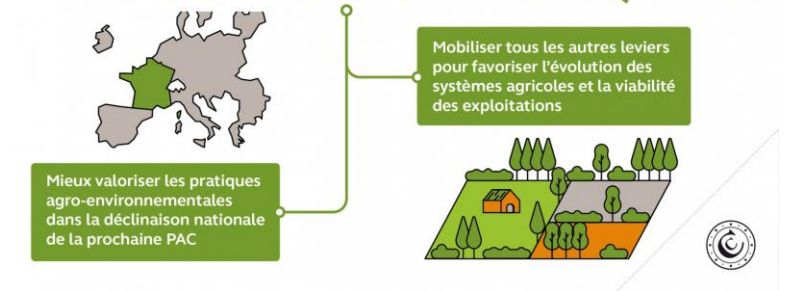 Mobiliser tous les autres leviers
pour favoriser l'évolution des
systèmes agricoles et la viabilité
des exploitations
Mieux valoriser les pratiques
agro-environnementales
dans la déclinaison nationale
de la prochaine PAC